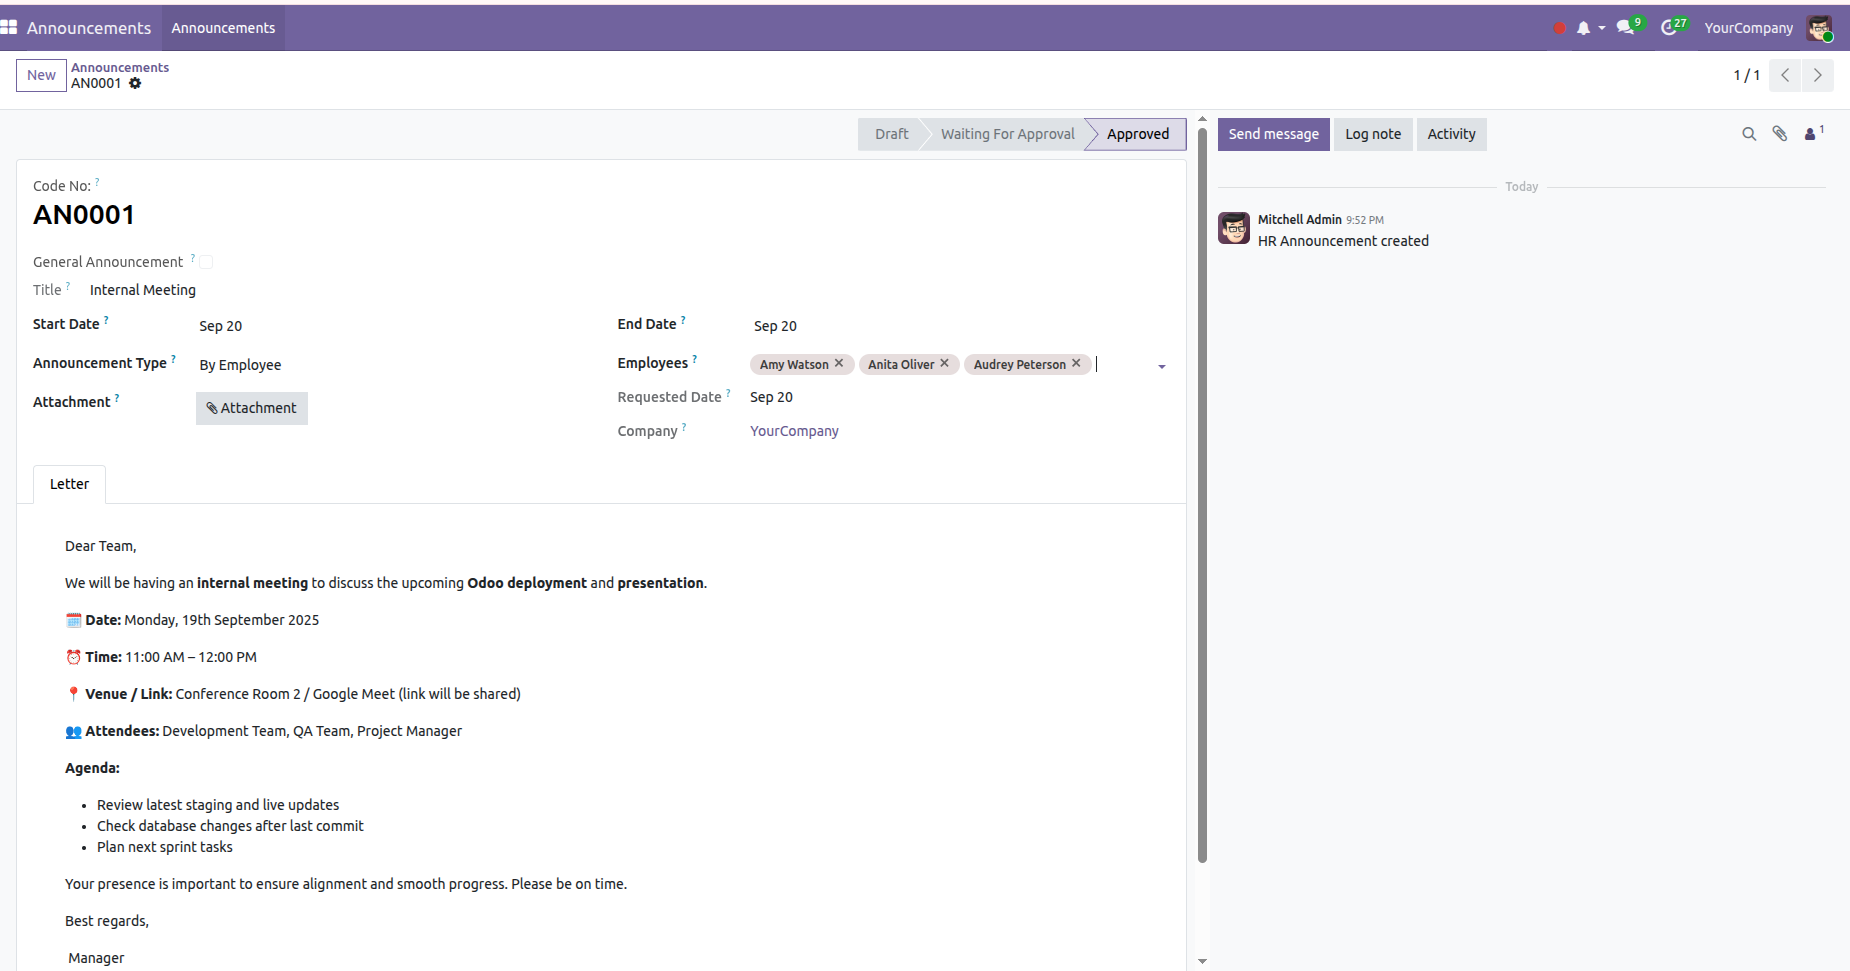 Announcements Announcements 9 27 YourCompany
New Announcements 1 / 1
AN0001
Draft Waiting For Approval Approved Send message Log note Activity 1
Code No: ?
AN0001
Today
Mitchell Admin 9:52 PM
HR Announcement created
General Announcement ?
Title ? Internal Meeting
Start Date ? Sep 20 End Date ? Sep 20
Announcement Type ? By Employee Employees ? Amy Watson Anita Oliver Audrey Peterson
Attachment ? Attachment Requested Date ? Sep 20
Company ? YourCompany
Letter
Dear Team,
We will be having an internal meeting to discuss the upcoming Odoo deployment and presentation.
Date: Monday, 19th September 2025
Time: 11:00 AM – 12:00 PM
Venue / Link: Conference Room 2 / Google Meet (link will be shared)
Attendees: Development Team, QA Team, Project Manager
Agenda:
• Review latest staging and live updates
• Check database changes after last commit
• Plan next sprint tasks
Your presence is important to ensure alignment and smooth progress. Please be on time.
Best regards,
Manager